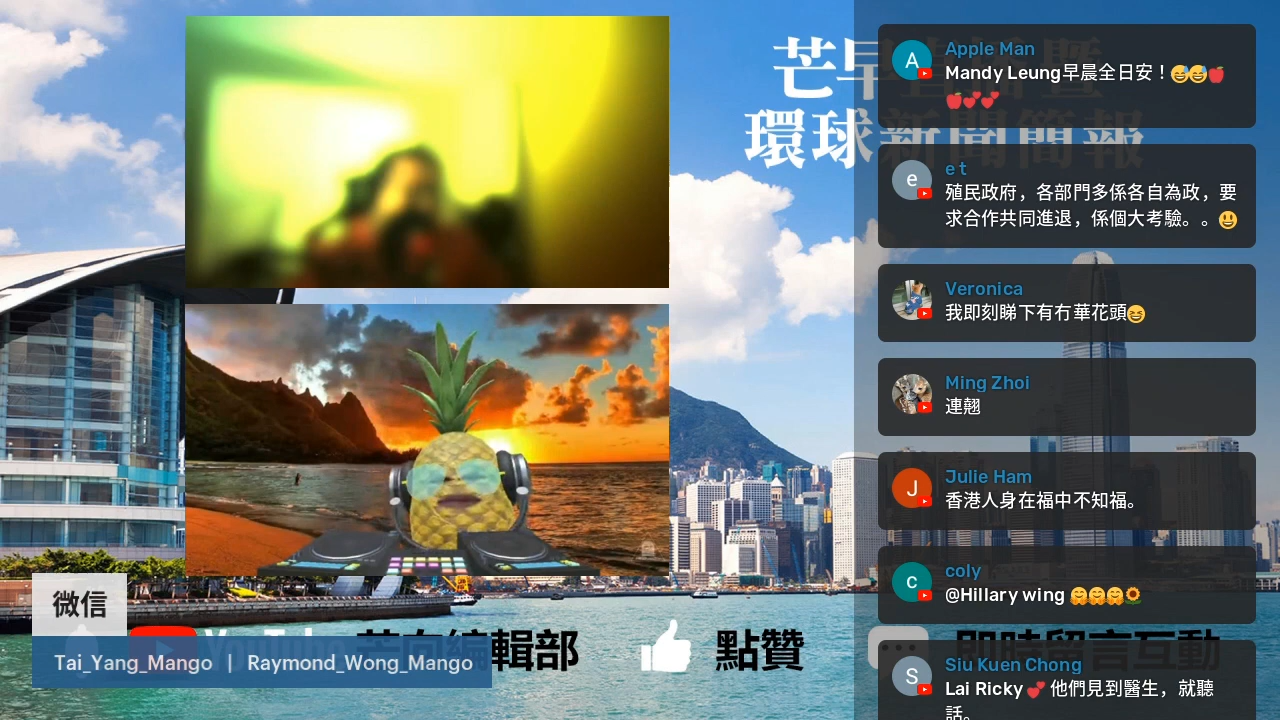 芒早
環球新聞簡報
A
Apple Man
Mandy Leung早晨全日安！😅😅🍎
🍎💕💕
e
e t
殖民政府，各部門多係各自為政，要
求合作共同進退，係個大考驗。。😃
Veronica
我即刻睇下有冇華花頭😆
Ming Zhoi
連翹
J
Julie Ham
香港人身在福中不知福。
c
coly
@Hillary wing 🤗🤗🤗🌻
S
Siu Kuen Chong
Lai Ricky💕 他們見到醫生，就聽
話。
微信
Tai_Yang_Mango | Raymond_Wong_Mango
YouTube 芒向編輯部
點讚
即時留言互動